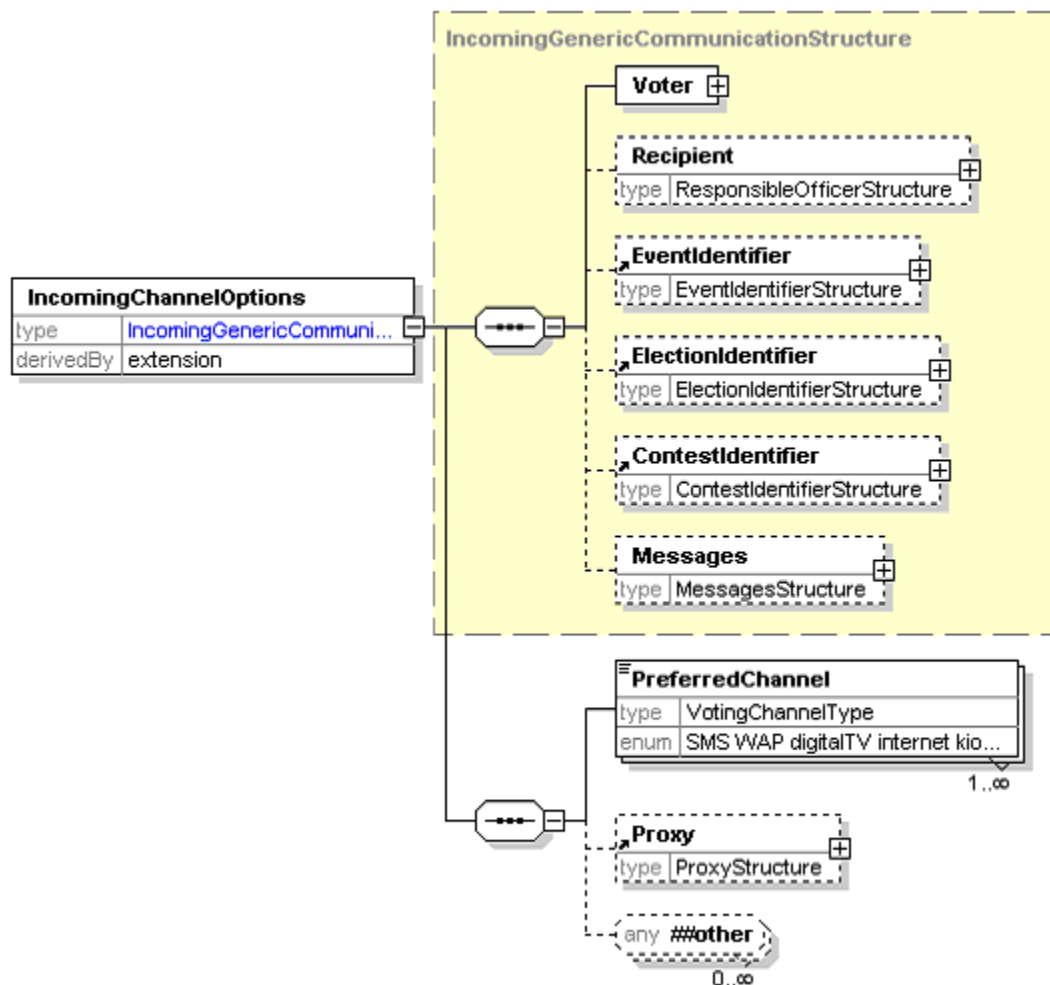 IncomingGenericCommunicationStructure
Voter
Recipient
type ResponsibleOfficerStructure
EventIdentifier
type EventIdentifierStructure
IncomingChannelOptions
type IncomingGenericCommuni...
derivedBy extension
ElectionIdentifier
type ElectionIdentifierStructure
ContestIdentifier
type ContestIdentifierStructure
Messages
type MessagesStructure
PreferredChannel
type VotingChannelType
enum SMS WAP digitalTV internet kio...
1..∞
Proxy
type ProxyStructure
any ##other
0..∞